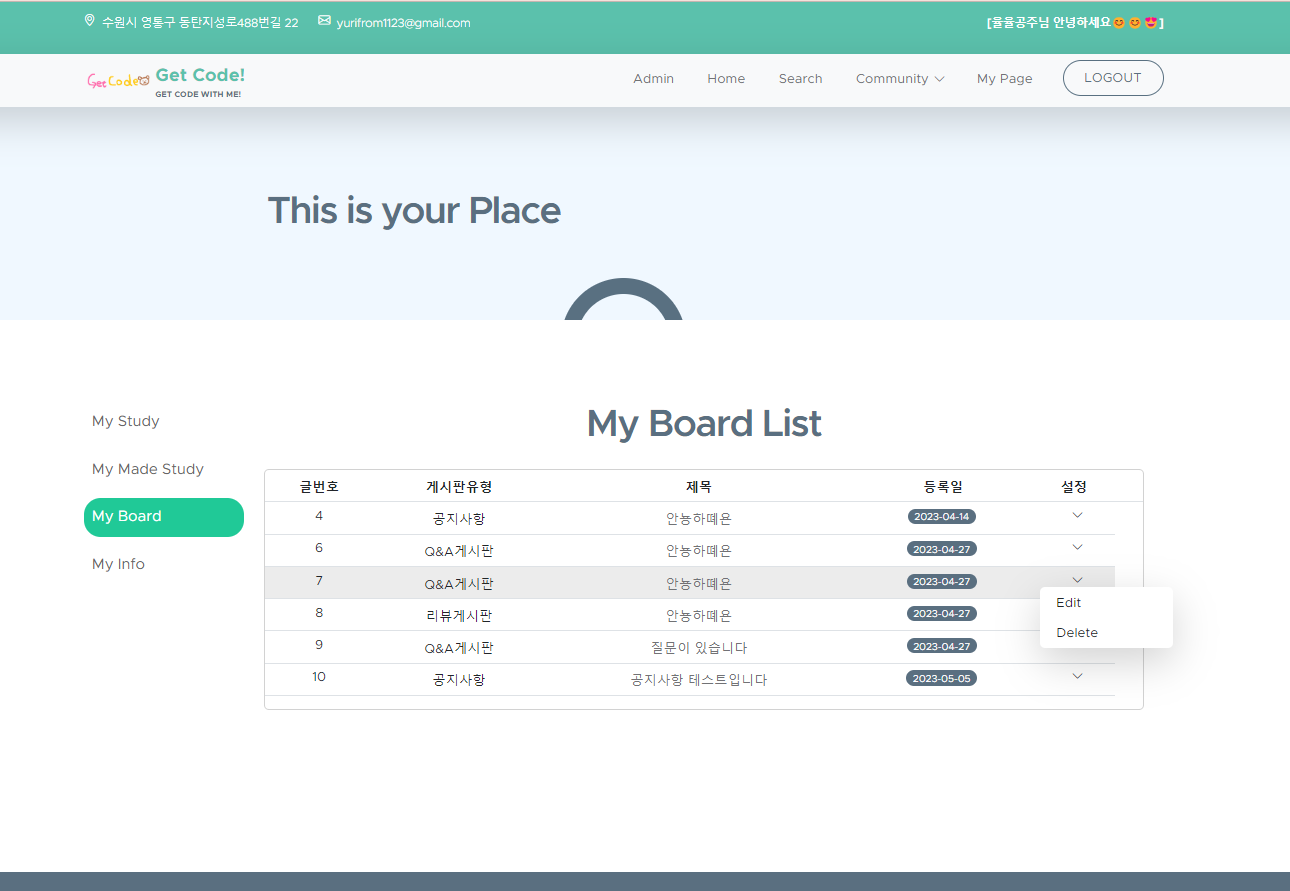 수원시 영통구 동탄지성로488번길 22 yurifrom1123@gmail.com [율율공주님 안녕하세요😊😊😍]
Get Code Get Code! Admin Home Search Community My Page LOGOUT
GET CODE WITH ME!
This is your Place
My Board List
My Study
My Made Study
My Board
My Info
글번호 게시판유형 제목 등록일 설정
4 공지사항 안뇽하뗴욘 2023-04-14
6 Q&A게시판 안뇽하뗴욘 2023-04-27
7 Q&A게시판 안뇽하뗴욘 2023-04-27
Edit
8 리뷰게시판 안뇽하뗴욘 2023-04-27
Delete
9 Q&A게시판 질문이 있습니다 2023-04-27
10 공지사항 공지사항 테스트입니다 2023-05-05